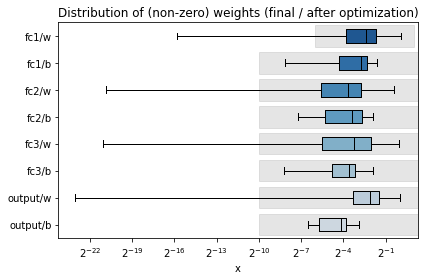 Distribution of (non-zero) weights (final / after optimization)
fc1/w
fc1/b
fc2/w
fc2/b
fc3/w
fc3/b
output/w
output/b
2⁻²² 2⁻¹⁹ 2⁻¹⁶ 2⁻¹³ 2⁻¹⁰ 2⁻⁷ 2⁻⁴ 2⁻¹
x